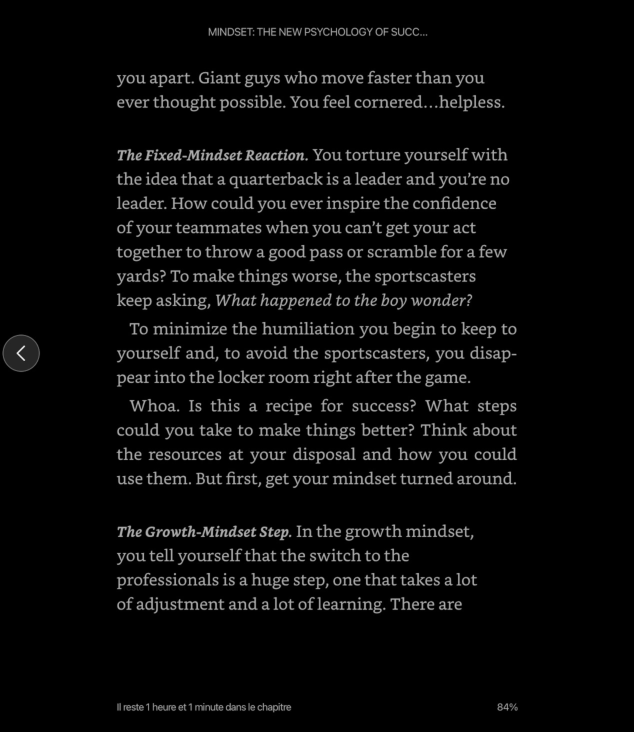 MINDSET: THE NEW PSYCHOLOGY OF SUCC...
you apart. Giant guys who move faster than you
ever thought possible. You feel cornered…helpless.
The Fixed-Mindset Reaction. You torture yourself with
the idea that a quarterback is a leader and you’re no
leader. How could you ever inspire the confidence
of your teammates when you can’t get your act
together to throw a good pass or scramble for a few
yards? To make things worse, the sportscasters
keep asking, What happened to the boy wonder?
To minimize the humiliation you begin to keep to
yourself and, to avoid the sportscasters, you disap-
pear into the locker room right after the game.
Whoa. Is this a recipe for success? What steps
could you take to make things better? Think about
the resources at your disposal and how you could
use them. But first, get your mindset turned around.
The Growth-Mindset Step. In the growth mindset,
you tell yourself that the switch to the
professionals is a huge step, one that takes a lot
of adjustment and a lot of learning. There are
Il reste 1 heure et 1 minute dans le chapitre
84%